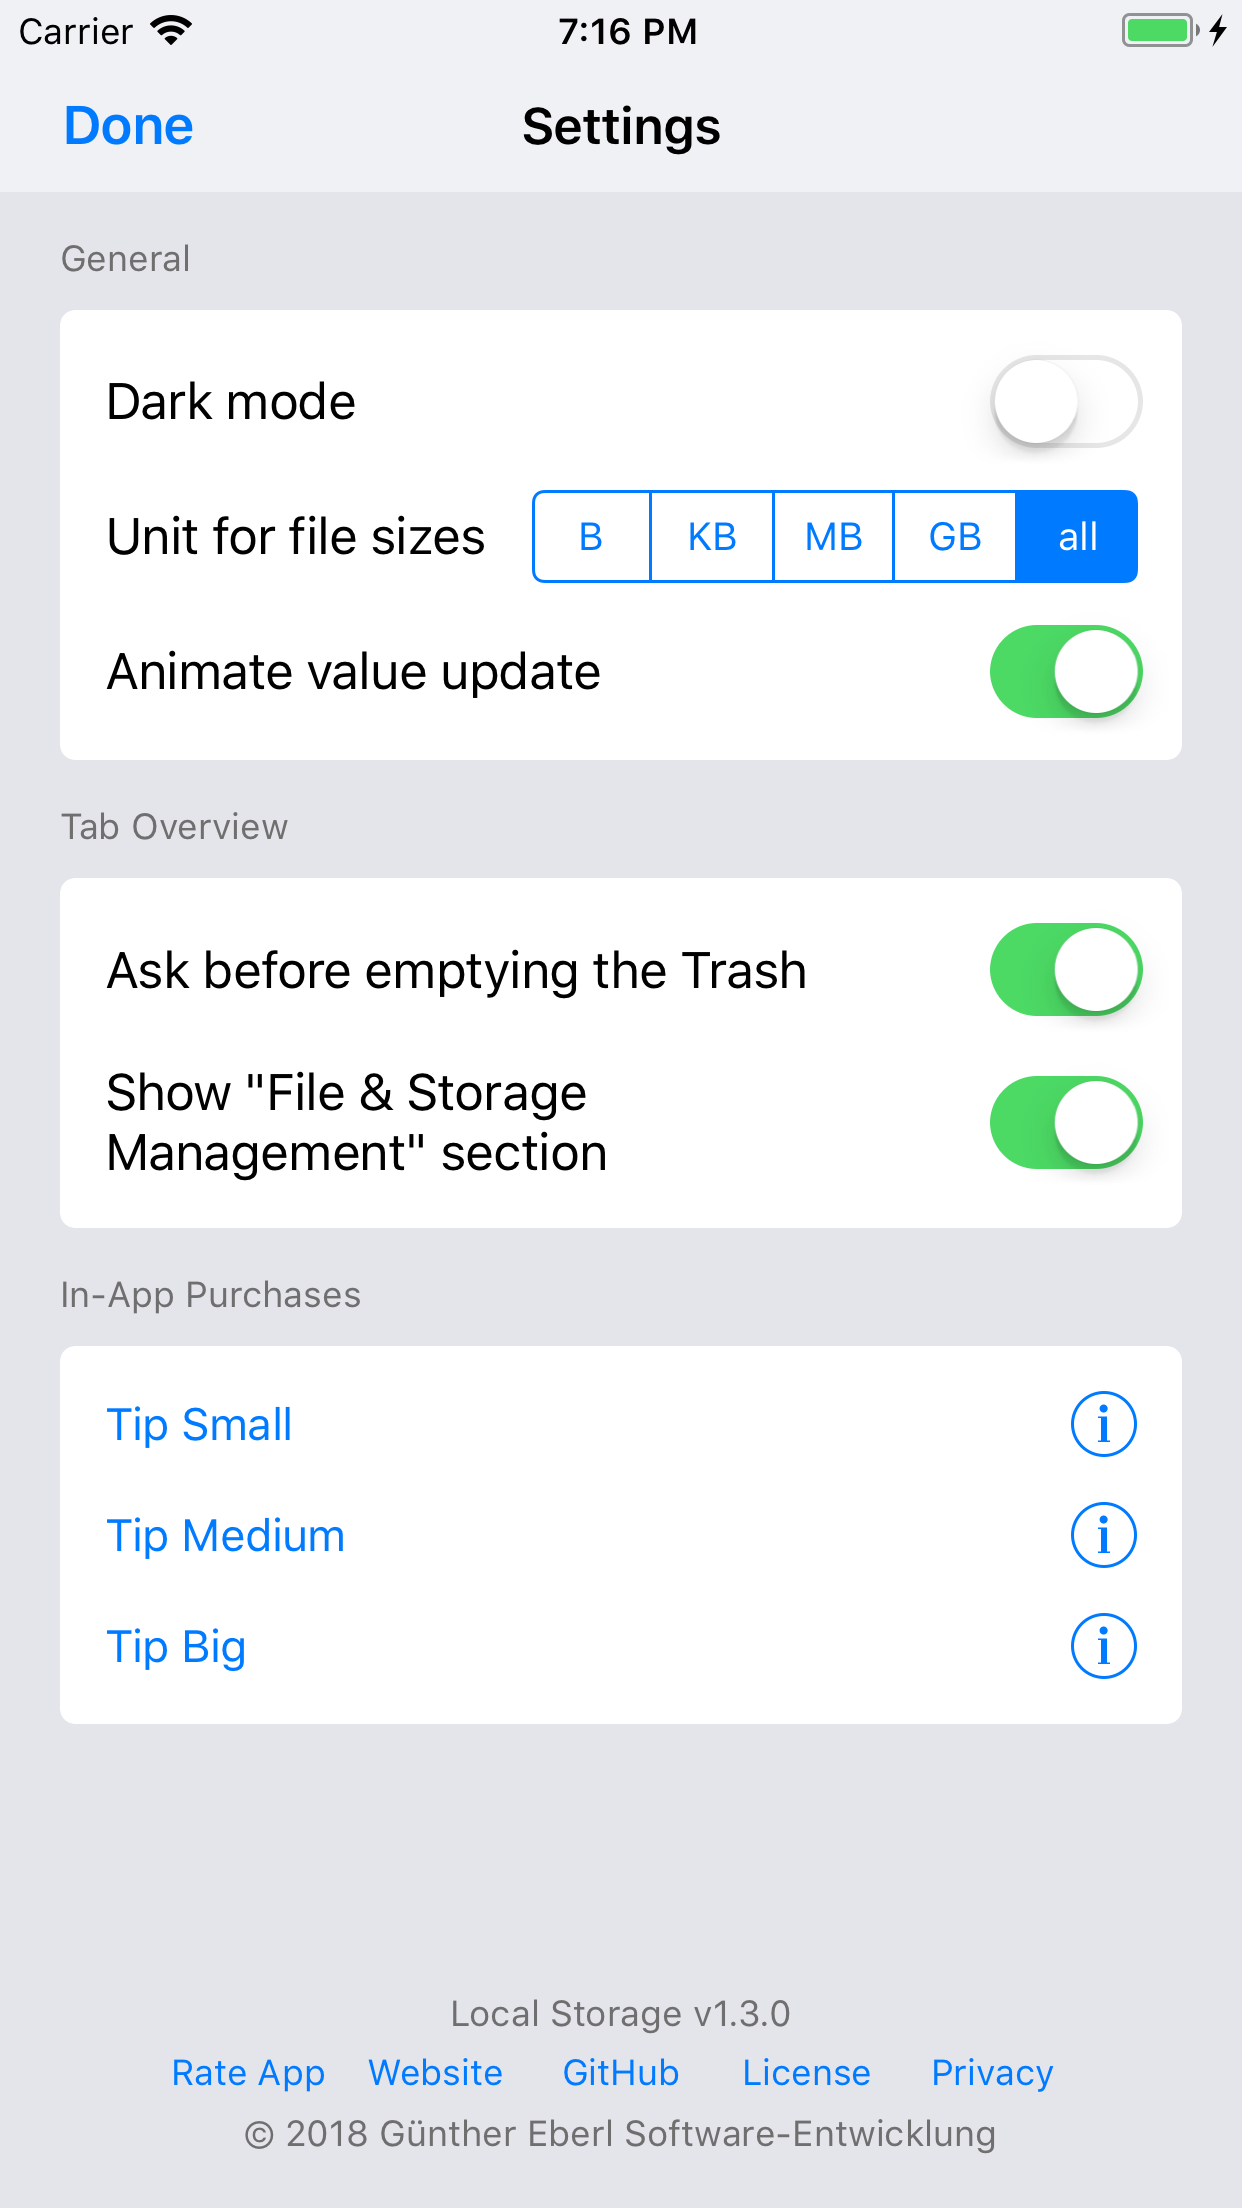 Carrier 7:16 PM
Done Settings
General
Dark mode
Unit for file sizes B KB MB GB all
Animate value update
Tab Overview
Ask before emptying the Trash
Show "File & Storage
Management" section
In-App Purchases
Tip Small
Tip Medium
Tip Big
Local Storage v1.3.0
Rate App Website GitHub License Privacy
© 2018 Günther Eberl Software-Entwicklung